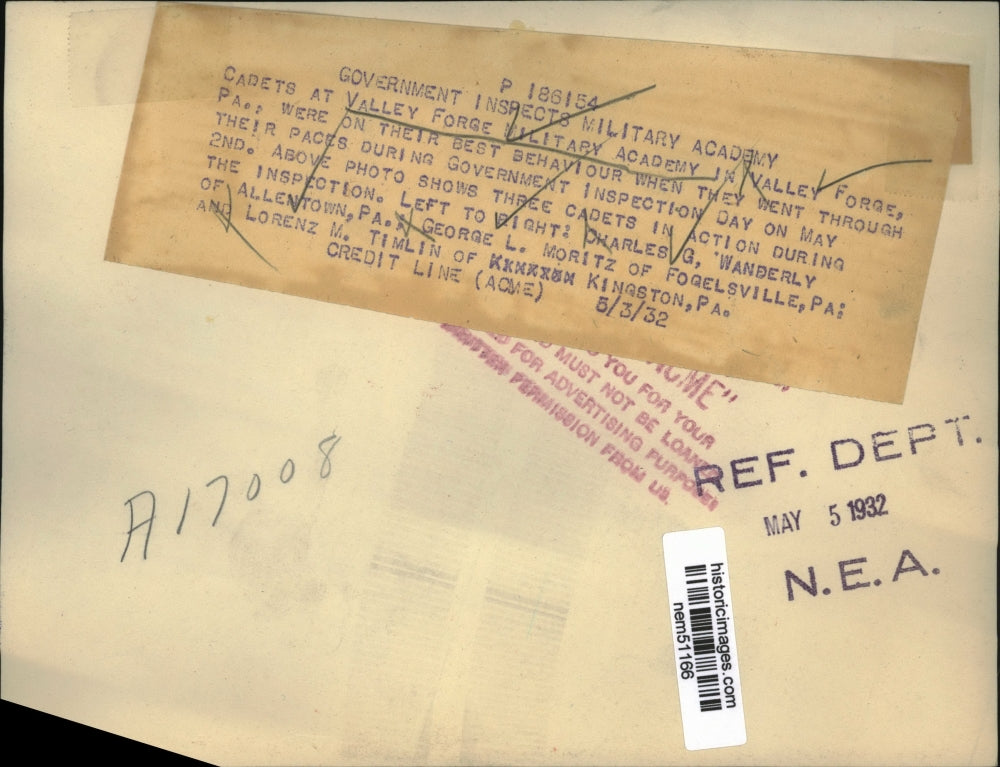 P 186154
GOVERNMENT INSPECTS MILITARY ACADEMY
CADETS AT VALLEY FORGE MILITARY ACADEMY IN VALLEY FORGE,
PA., WERE ON THEIR BEST BEHAVIOUR WHEN THEY WENT THROUGH
THEIR PACES DURING GOVERNMENT INSPECTION DAY ON MAY
2ND. ABOVE PHOTO SHOWS THREE CADETS IN ACTION DURING
THE INSPECTION. LEFT TO RIGHT: CHARLES G, WANDERLY
OF ALLENTOWN, PA.; GEORGE L. MORITZ OF FOGELSVILLE, PA:
AND LORENZ M. TIMLIN OF KINGSTON, PA.
CREDIT LINE (ACME) 5/3/32
"ACME"
YOU FOR YOUR
MUST NOT BE LOANED
FOR ADVERTISING PURPOSES
WRITTEN PERMISSION FROM US.
REF. DEPT.
MAY 5 1932
N.E.A.
A17008
historicimages.com
nem51166